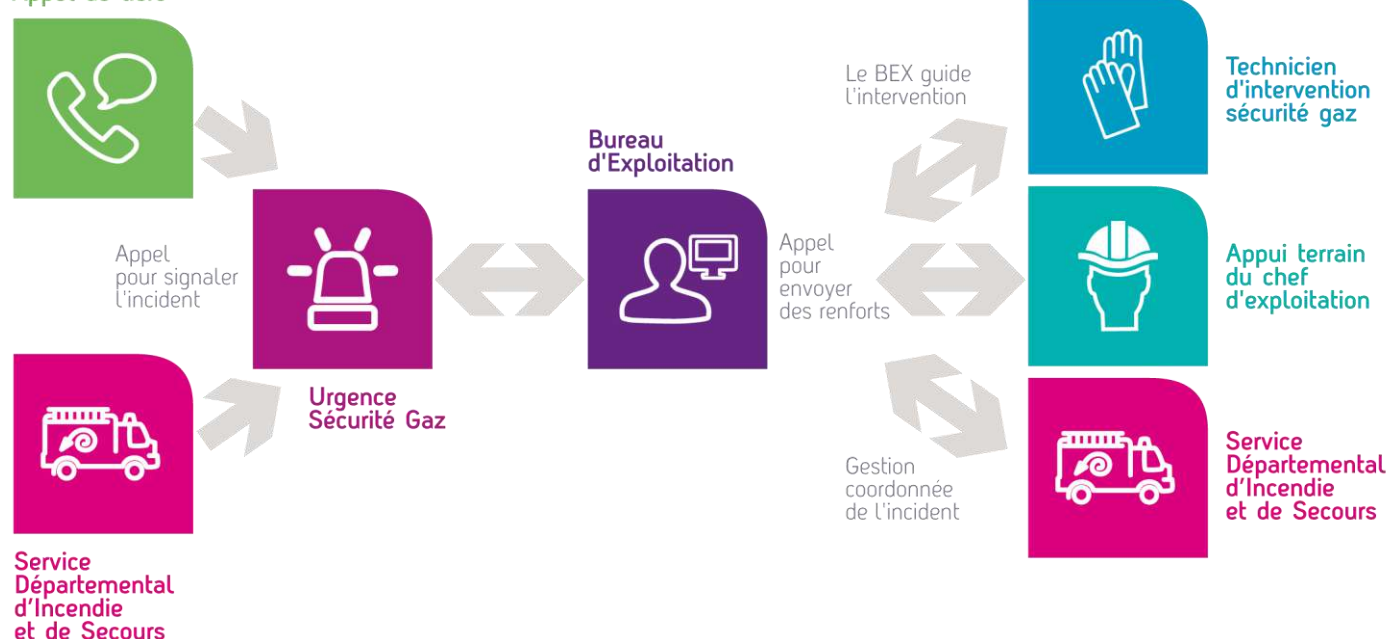 Appel
pour signaler
l'incident
Service
Départemental
d'Incendie
et de Secours
Urgence
Sécurité Gaz
Bureau
d'Exploitation
Appel
pour
envoyer
des renforts
Le BEX guide
l'intervention
Gestion
coordonnée
de l'incident
Technicien
d'intervention
sécurité gaz
Appui terrain
du chef
d'exploitation
Service
Départemental
d'Incendie
et de Secours